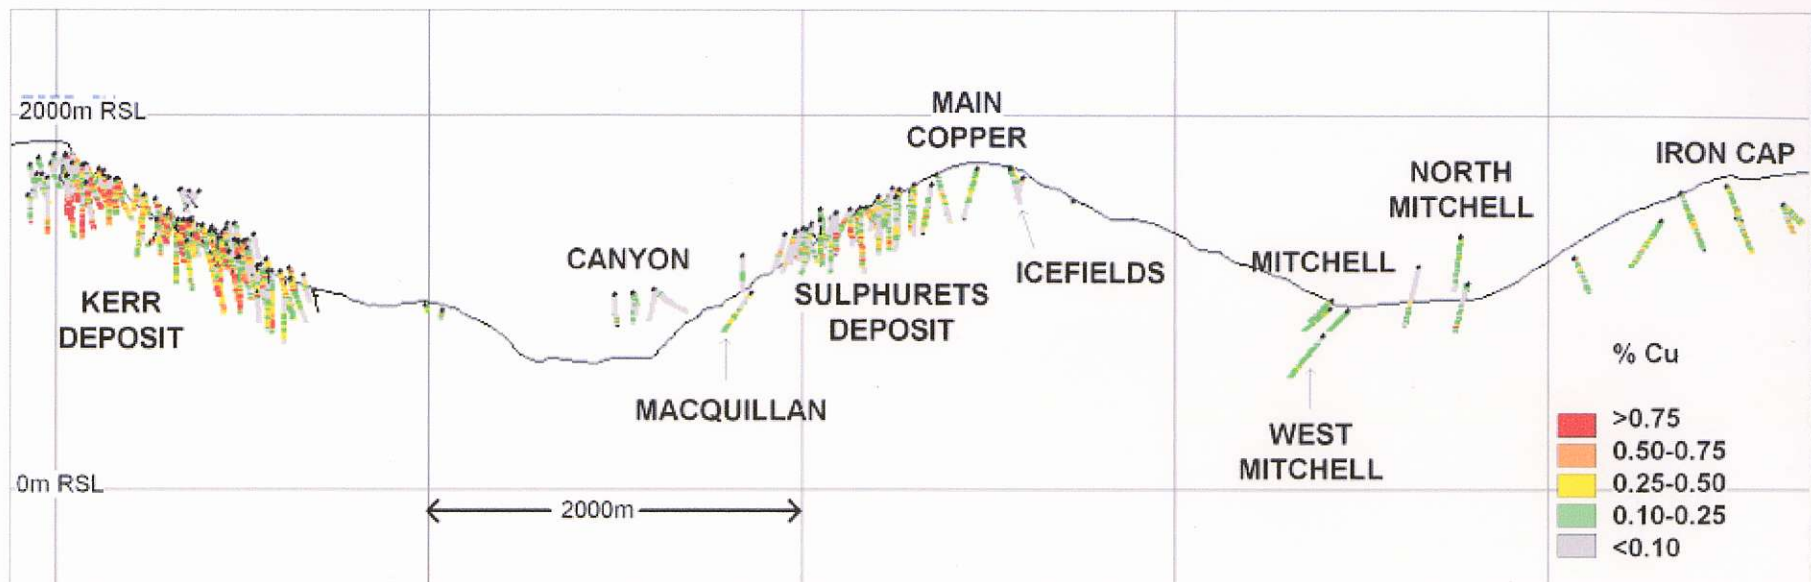 2000m RSL
MAIN
COPPER
IRON CAP
NORTH
MITCHELL
CANYON
MITCHELL
ICEFIELDS
KERR
DEPOSIT
SULPHURETS
DEPOSIT
MACQUILLAN
WEST
MITCHELL
0m RSL
2000m
% Cu
>0.75
0.50-0.75
0.25-0.50
0.10-0.25
<0.10